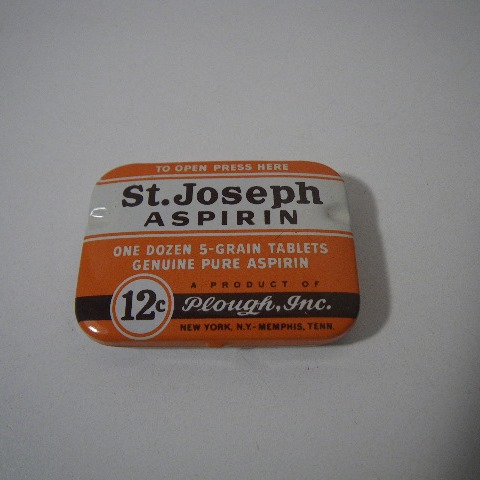 TO OPEN PRESS HERE
St. Joseph
ASPIRIN
ONE DOZEN 5-GRAIN TABLETS
GENUINE PURE ASPIRIN
A PRODUCT OF
12c Plough, Inc.
NEW YORK, N.Y. - MEMPHIS, TENN.